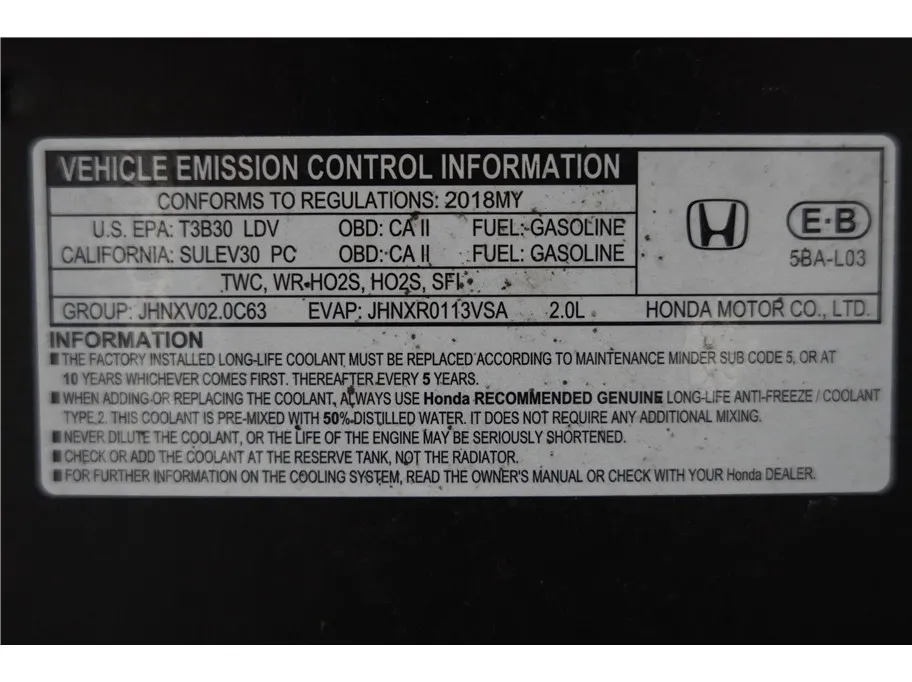 VEHICLE EMISSION CONTROL INFORMATION
CONFORMS TO REGULATIONS: 2018MY
U.S. EPA: T3B30 LDV OBD: CA II FUEL: GASOLINE
CALIFORNIA: SULEV30 PC OBD: CA II FUEL: GASOLINE
TWC, WR-HO2S, HO2S, SFI
GROUP: JHNXV02.0C63 EVAP: JHNXR0113VSA 2.0L
E·B
5BA-L03
HONDA MOTOR CO., LTD.
INFORMATION
■ THE FACTORY INSTALLED LONG-LIFE COOLANT MUST BE REPLACED ACCORDING TO MAINTENANCE MINDER SUB CODE 5, OR AT
10 YEARS WHICHEVER COMES FIRST. THEREAFTER EVERY 5 YEARS.
■ WHEN ADDING OR REPLACING THE COOLANT, ALWAYS USE Honda RECOMMENDED GENUINE LONG-LIFE ANTI-FREEZE / COOLANT
TYPE 2. THIS COOLANT IS PRE-MIXED WITH 50% DISTILLED WATER. IT DOES NOT REQUIRE ANY ADDITIONAL MIXING.
■ NEVER DILUTE THE COOLANT, OR THE LIFE OF THE ENGINE MAY BE SERIOUSLY SHORTENED.
■ CHECK OR ADD THE COOLANT AT THE RESERVE TANK, NOT THE RADIATOR.
■ FOR FURTHER INFORMATION ON THE COOLING SYSTEM, READ THE OWNER'S MANUAL OR CHECK WITH YOUR Honda DEALER.